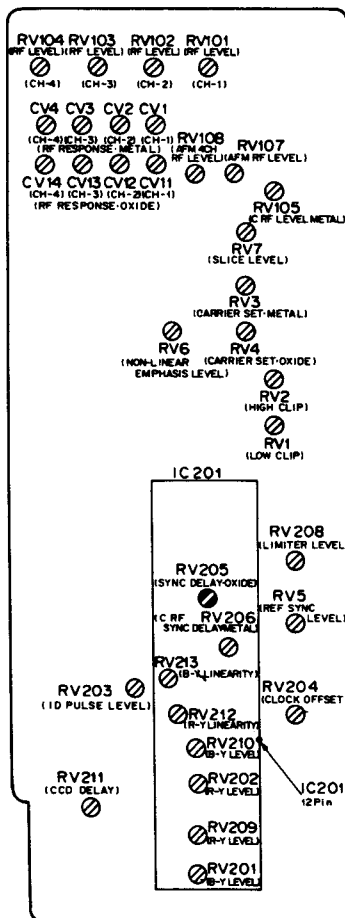 RV104 RV103 RV102 RV101
(RF LEVEL) (RF LEVEL) (RF LEVEL) (RF LEVEL)
(CH-4) (CH-3) (CH-2) (CH-1)
CV4 CV3 CV2 CV1
(CH-4) (CH-3) (CH-2) (CH-1)
(RF RESPONSE·METAL)
RV108
(AFM 4CH
RF LEVEL)
RV107
(AFM RF LEVEL)
CV14 CV13 CV12 CV11
(CH-4) (CH-3) (CH-2) (CH-1)
(RF RESPONSE·OXIDE)
RV105
(C RF LEVEL METAL)
RV7
(SLICE LEVEL)
RV3
(CARRIER SET·METAL)
RV6
(NON-LINEAR
EMPHASIS LEVEL)
RV4
(CARRIER SET·OXIDE)
RV2
(HIGH CLIP)
RV1
(LOW CLIP)
IC201
RV208
(LIMITER LEVEL)
RV205
(SYNC DELAY·OXIDE)
RV5
(REF SYNC
LEVEL)
(C RF RV206
SYNC DELAY·METAL)
RV213
(B-Y LINEARITY)
RV203
(ID PULSE LEVEL)
RV204
(CLOCK OFFSET)
RV212
(R-Y LINEARITY)
RV210
(B-Y LEVEL)
RV211
(CCD DELAY)
RV202
(R-Y LEVEL)
IC201
12Pin
RV209
(R-Y LEVEL)
RV201
(B-Y LEVEL)